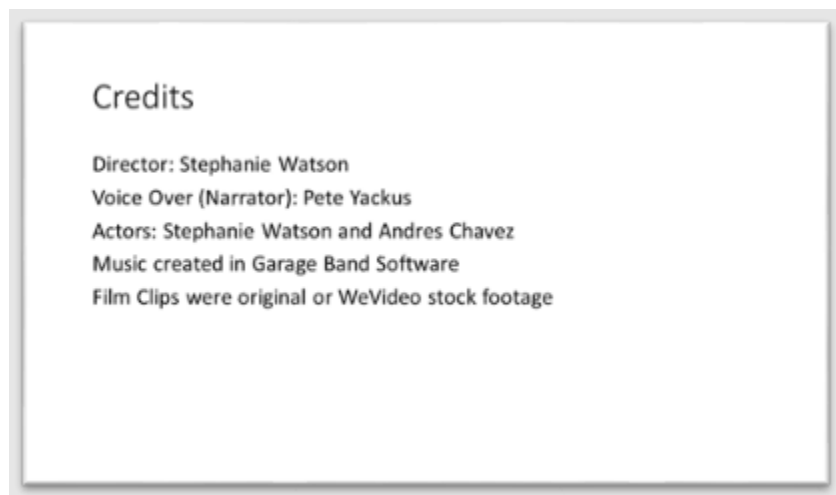 Credits
Director: Stephanie Watson
Voice Over (Narrator): Pete Yackus
Actors: Stephanie Watson and Andres Chavez
Music created in Garage Band Software
Film Clips were original or WeVideo stock footage